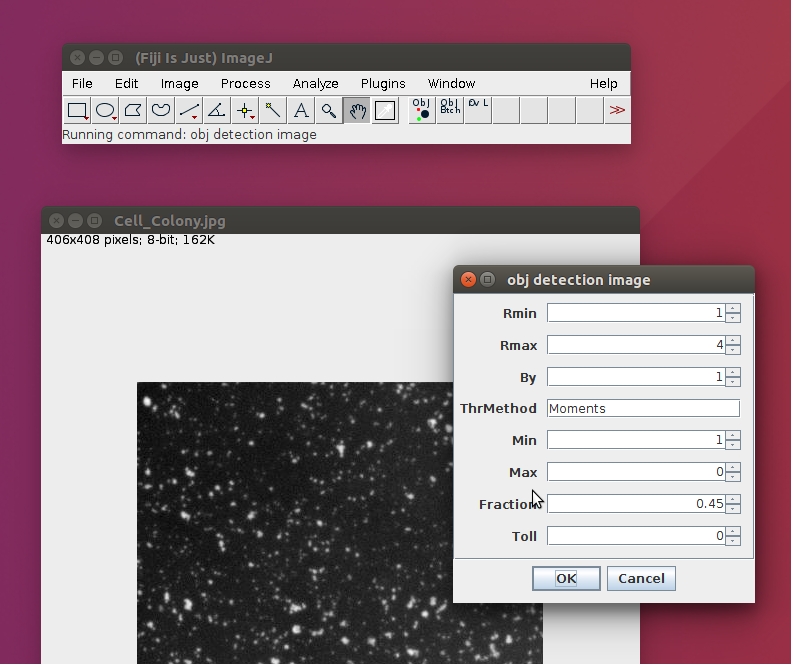 (Fiji Is Just) ImageJ
File Edit Image Process Analyze Plugins Window Help
A Obj Obj Btch Ðv L >>
Running command: obj detection image
Cell_Colony.jpg
406x408 pixels; 8-bit; 162K
obj detection image
Rmin 1
Rmax 4
By 1
ThrMethod Moments
Min 1
Max 0
Fraction 0.45
Toll 0
OK Cancel